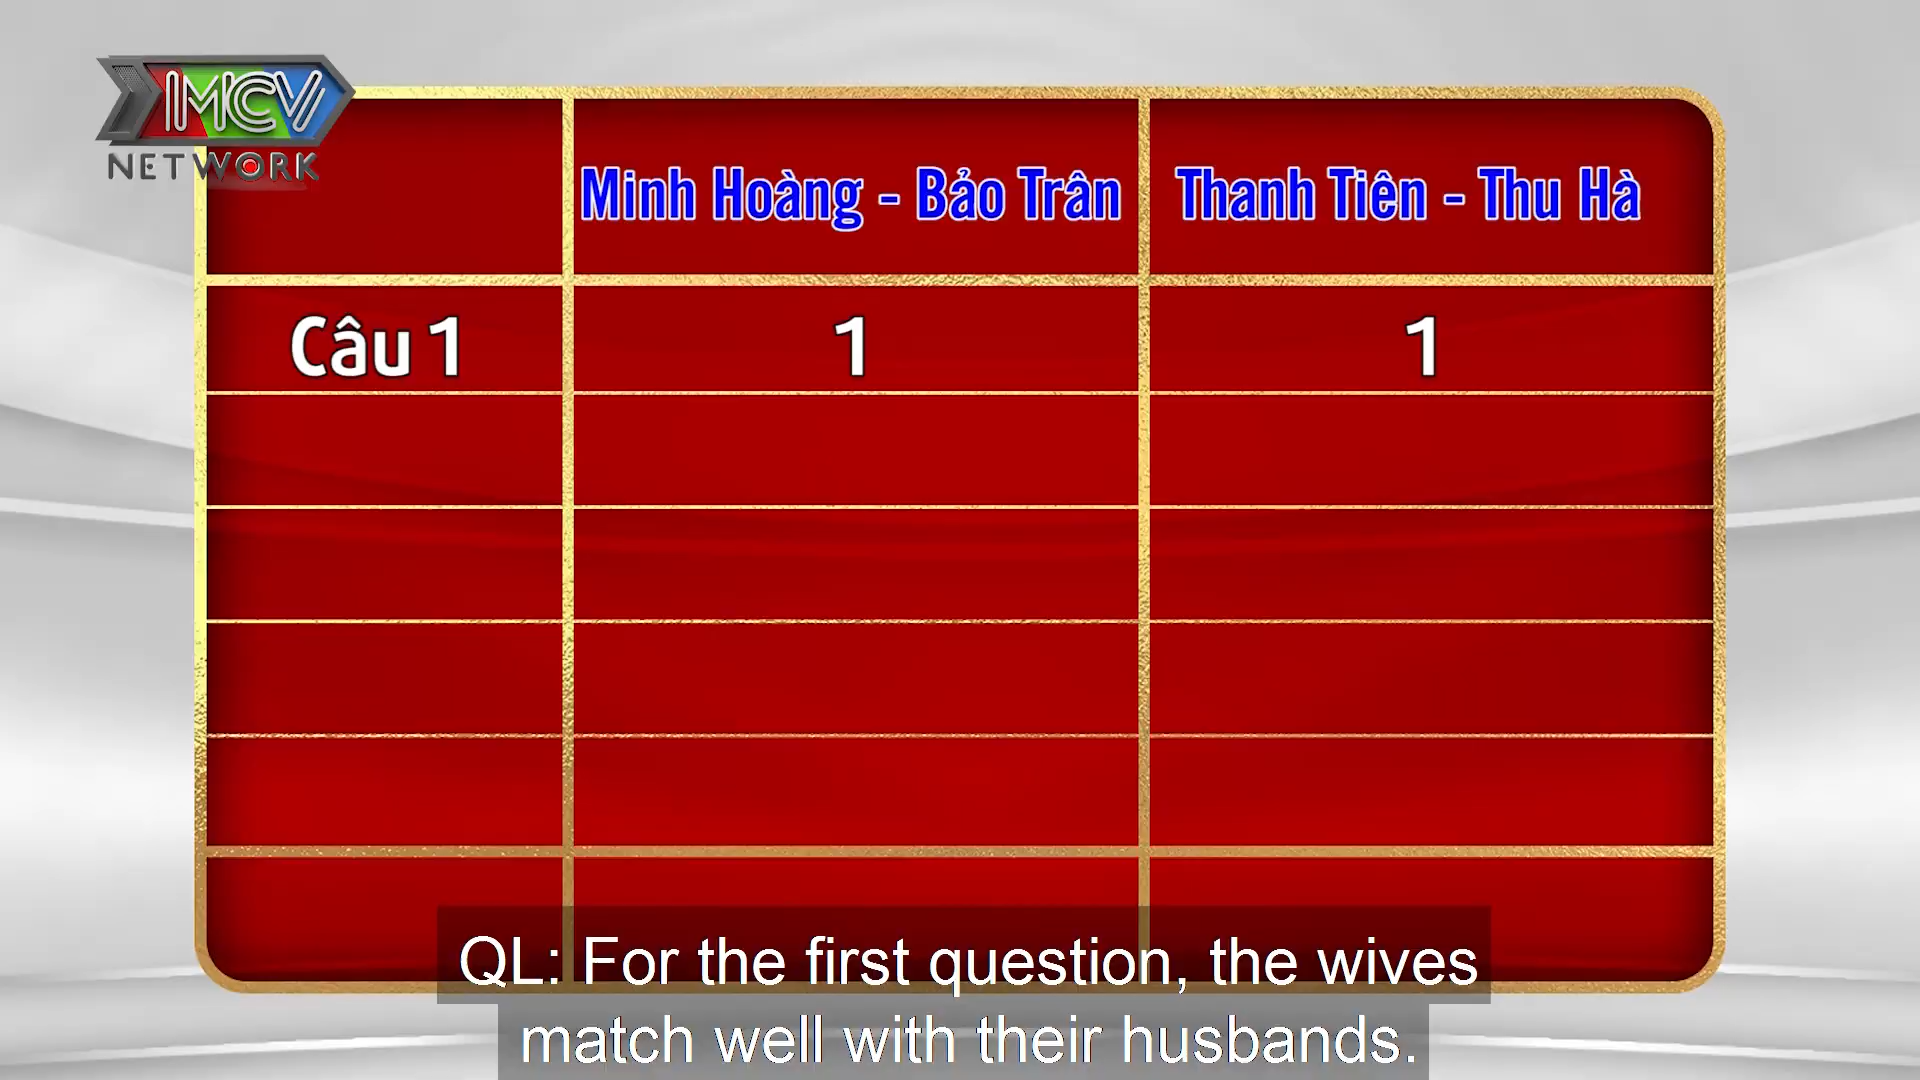 MCV
NETWORK
Minh Hoàng - Bảo Trân
Thanh Tiên - Thu Hà
Câu 1
1
1
QL: For the first question, the wives
match well with their husbands.